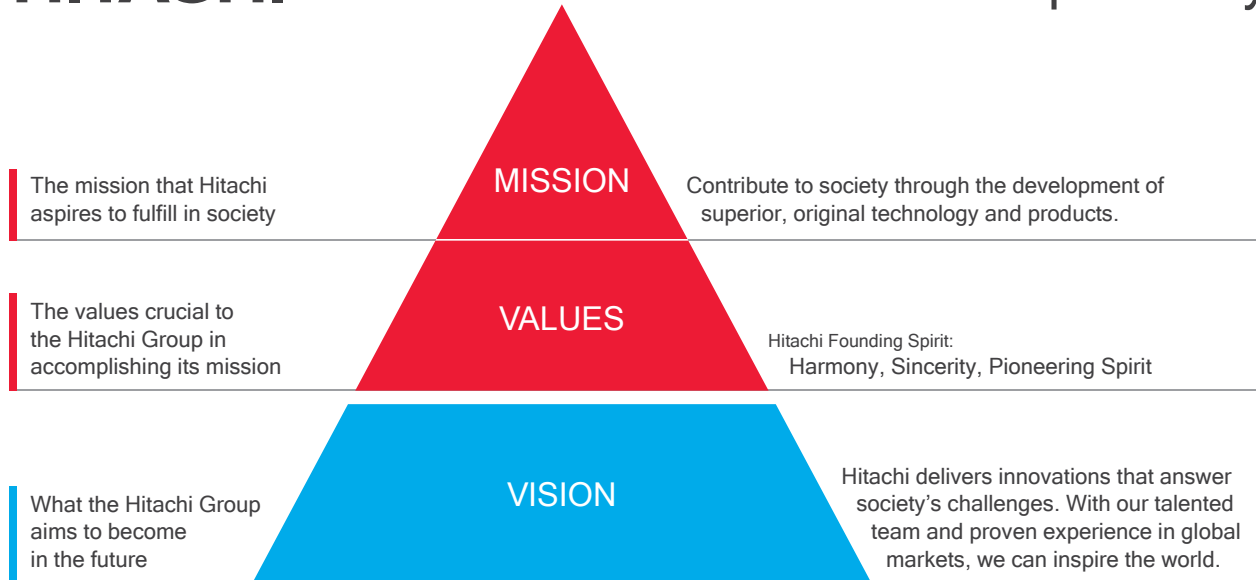 The mission that Hitachi
aspires to fulfill in society
MISSION
Contribute to society through the development of
superior, original technology and products.
The values crucial to
the Hitachi Group in
accomplishing its mission
VALUES
Hitachi Founding Spirit:
Harmony, Sincerity, Pioneering Spirit
What the Hitachi Group
aims to become
in the future
VISION
Hitachi delivers innovations that answer
society’s challenges. With our talented
team and proven experience in global
markets, we can inspire the world.